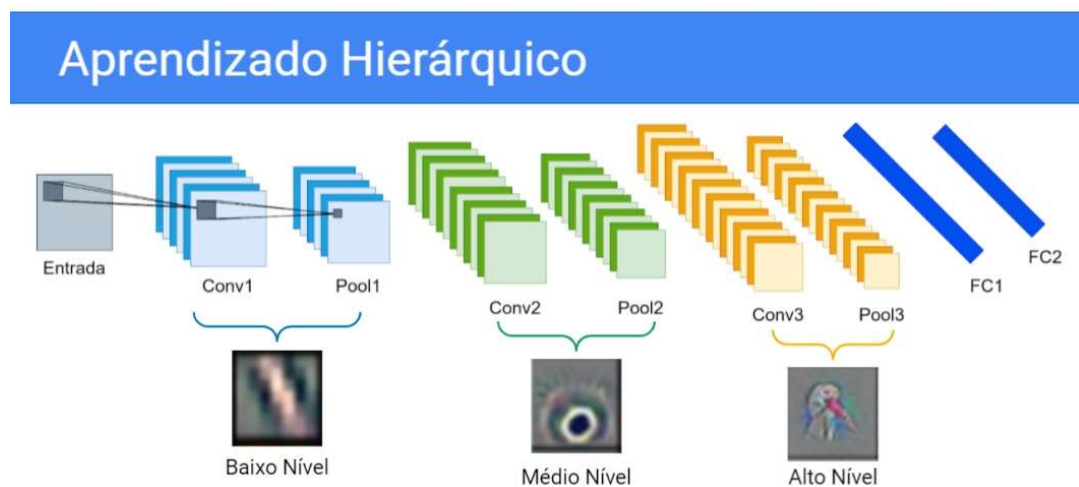 Aprendizado Hierárquico
Entrada
Conv1
Pool1
Conv2
Pool2
Conv3
Pool3
FC1
FC2
Baixo Nível
Médio Nível
Alto Nível